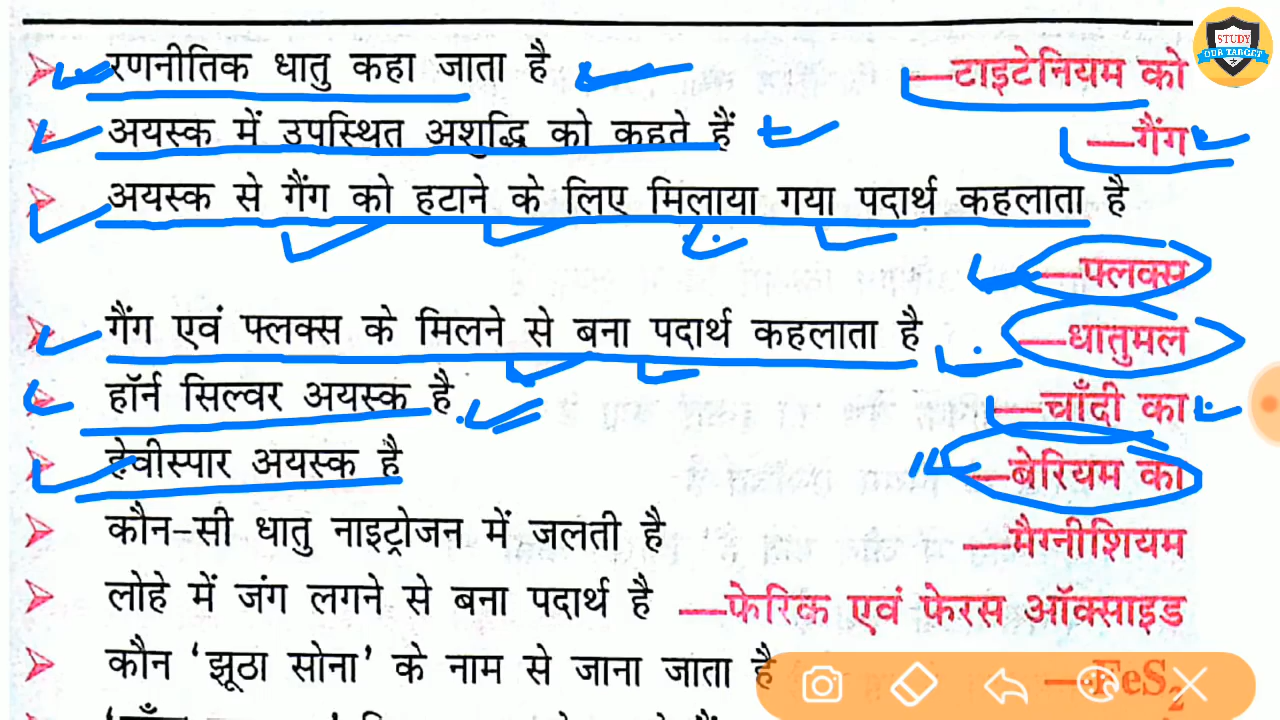 STUDY
OUR TARGET
रणनीतिक धातु कहा जाता है —टाइटेनियम को
अयस्क में उपस्थित अशुद्धि को कहते हैं —गैंग
अयस्क से गैंग को हटाने के लिए मिलाया गया पदार्थ कहलाता है
—फ्लक्स
गैंग एवं फ्लक्स के मिलने से बना पदार्थ कहलाता है —धातुमल
हॉर्न सिल्वर अयस्क है —चाँदी का
हेवीस्पार अयस्क है —बेरियम का
कौन-सी धातु नाइट्रोजन में जलती है —मैग्नीशियम
लोहे में जंग लगने से बना पदार्थ है —फेरिक एवं फेरस ऑक्साइड
कौन ‘झूठा सोना’ के नाम से जाना जाता है —FeS₂